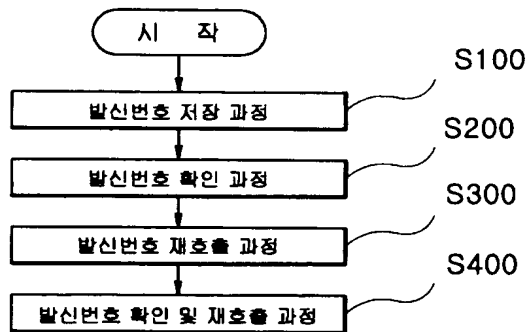 시 작
S100
발신번호 저장 과정
S200
발신번호 확인 과정
S300
발신번호 재호출 과정
S400
발신번호 확인 및 재호출 과정